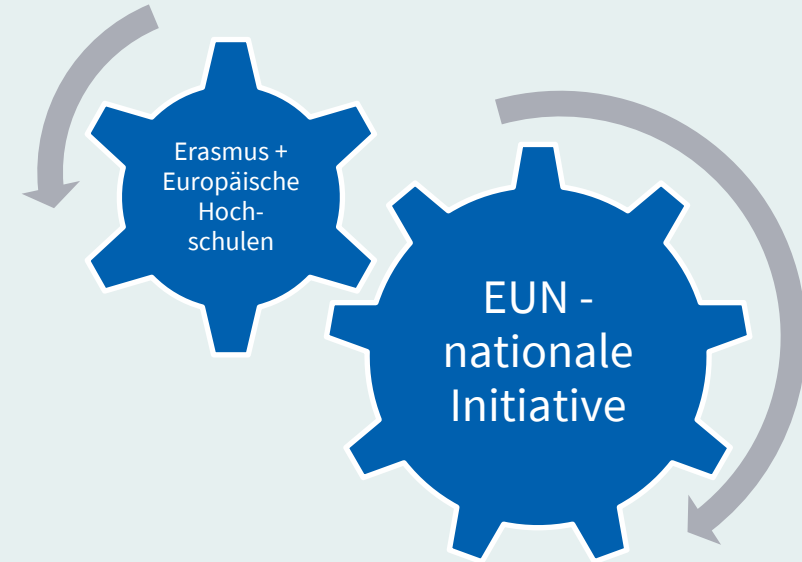 Erasmus +
Europäische
Hoch-
schulen
EUN -
nationale
Initiative